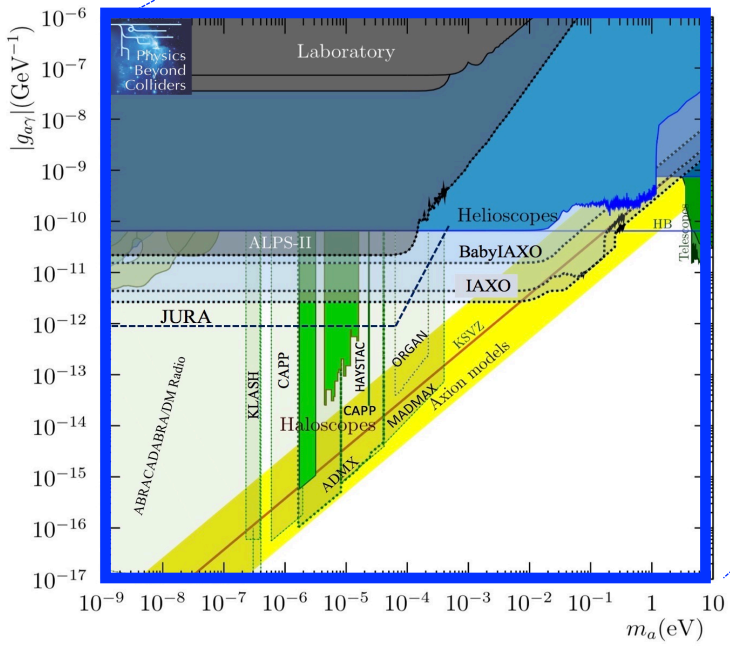 10⁻⁶
10⁻⁷
10⁻⁸
10⁻⁹
10⁻¹⁰
10⁻¹¹
10⁻¹²
10⁻¹³
10⁻¹⁴
10⁻¹⁵
10⁻¹⁶
10⁻¹⁷
|g_{aγ}|(GeV⁻¹)
Physics
Beyond
Colliders
Laboratory
Helioscopes
HB
Telescopes
ALPS-II
BabyIAXO
IAXO
JURA
KSVZ
Axion models
ABRACADABRA/DM Radio
KLASH
CAPP
HAYSTAC
ORGAN
CAPP
MADMAX
Haloscopes
ADMX
10⁻⁹ 10⁻⁸ 10⁻⁷ 10⁻⁶ 10⁻⁵ 10⁻⁴ 10⁻³ 10⁻² 10⁻¹ 1 10
m_a(eV)